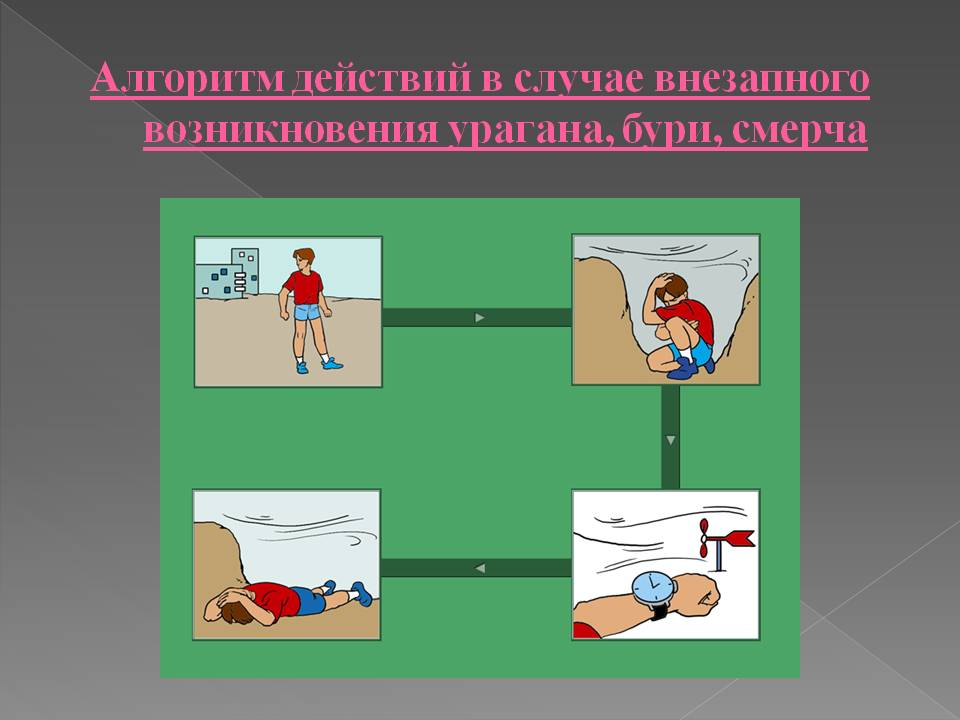 Алгоритм действий в случае внезапного
возникновения урагана, бури, смерча